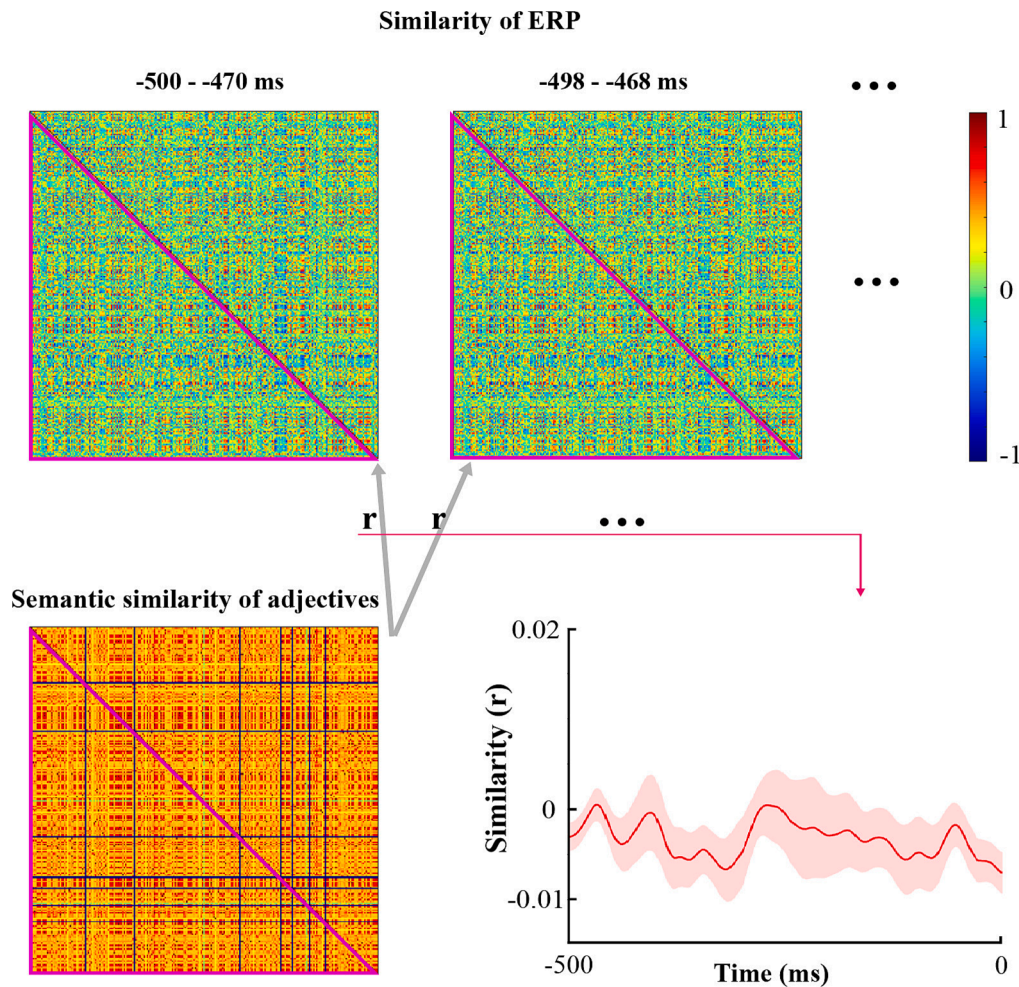 Similarity of ERP
-500 - -470 ms
-498 - -468 ms
•••
1
•••
0
-1
r
r
•••
Semantic similarity of adjectives
0.02
Similarity (r)
0
-0.01
-500
Time (ms)
0